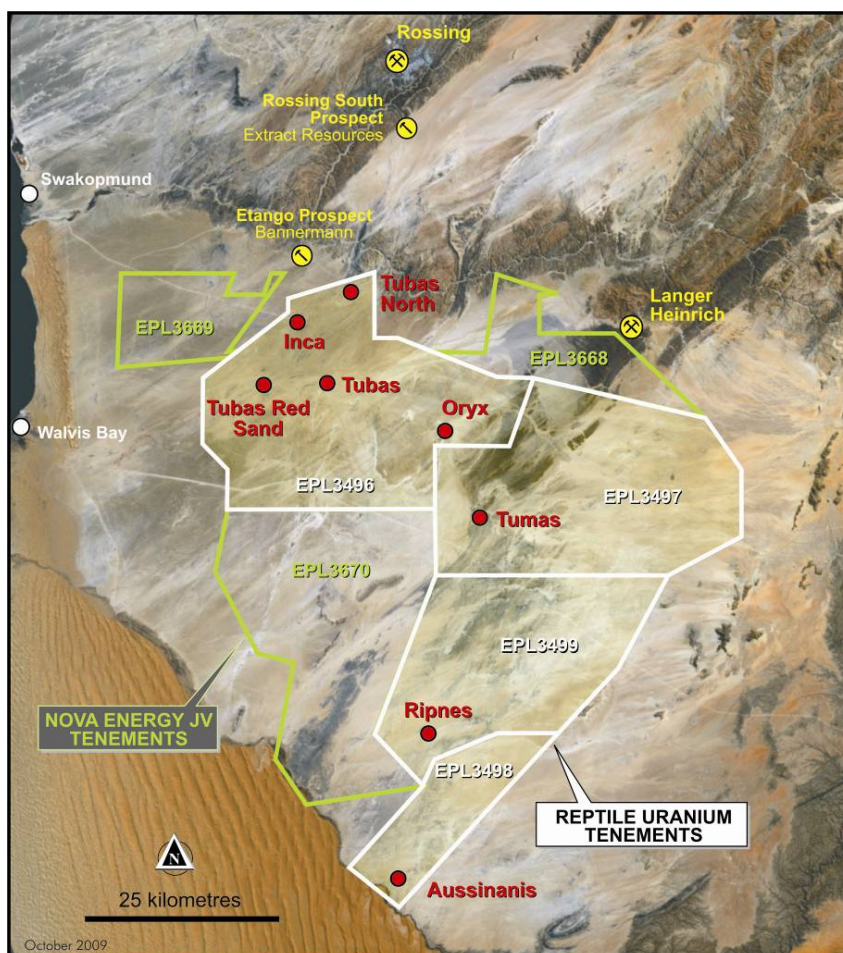 Rossing
Rossing South
Prospect
Extract Resources
Swakopmund
Etango Prospect
Bannermann
Tubas
North
Langer
Heinrich
EPL3669
Inca
EPL3668
Tubas
Tubas Red
Sand
Oryx
Walvis Bay
EPL3496
EPL3497
Tumas
EPL3670
EPL3499
Ripnes
NOVA ENERGY JV
TENEMENTS
EPL3498
REPTILE URANIUM
TENEMENTS
N
25 kilometres
Aussinanis
October 2009